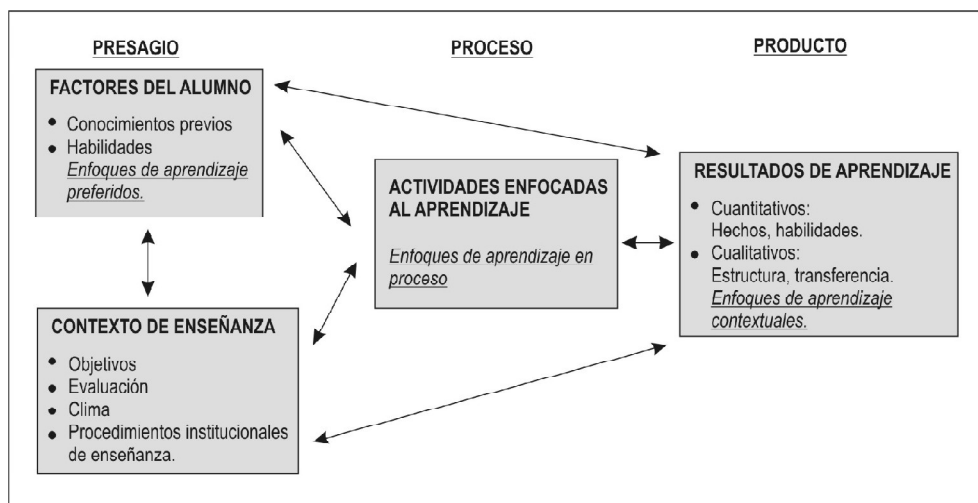 PRESAGIO
PROCESO
PRODUCTO
FACTORES DEL ALUMNO
• Conocimientos previos
• Habilidades
Enfoques de aprendizaje
preferidos.
ACTIVIDADES ENFOCADAS
AL APRENDIZAJE
Enfoques de aprendizaje en
proceso
RESULTADOS DE APRENDIZAJE
• Cuantitativos:
Hechos, habilidades.
• Cualitativos:
Estructura, transferencia.
Enfoques de aprendizaje
contextuales.
CONTEXTO DE ENSEÑANZA
• Objetivos
• Evaluación
• Clima
• Procedimientos institucionales
de enseñanza.